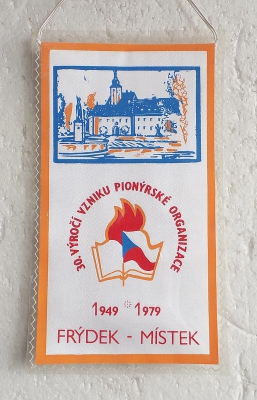 30. VÝROČÍ VZNIKU PIONÝRSKÉ ORGANIZACE
1949 1979
FRÝDEK - MÍSTEK